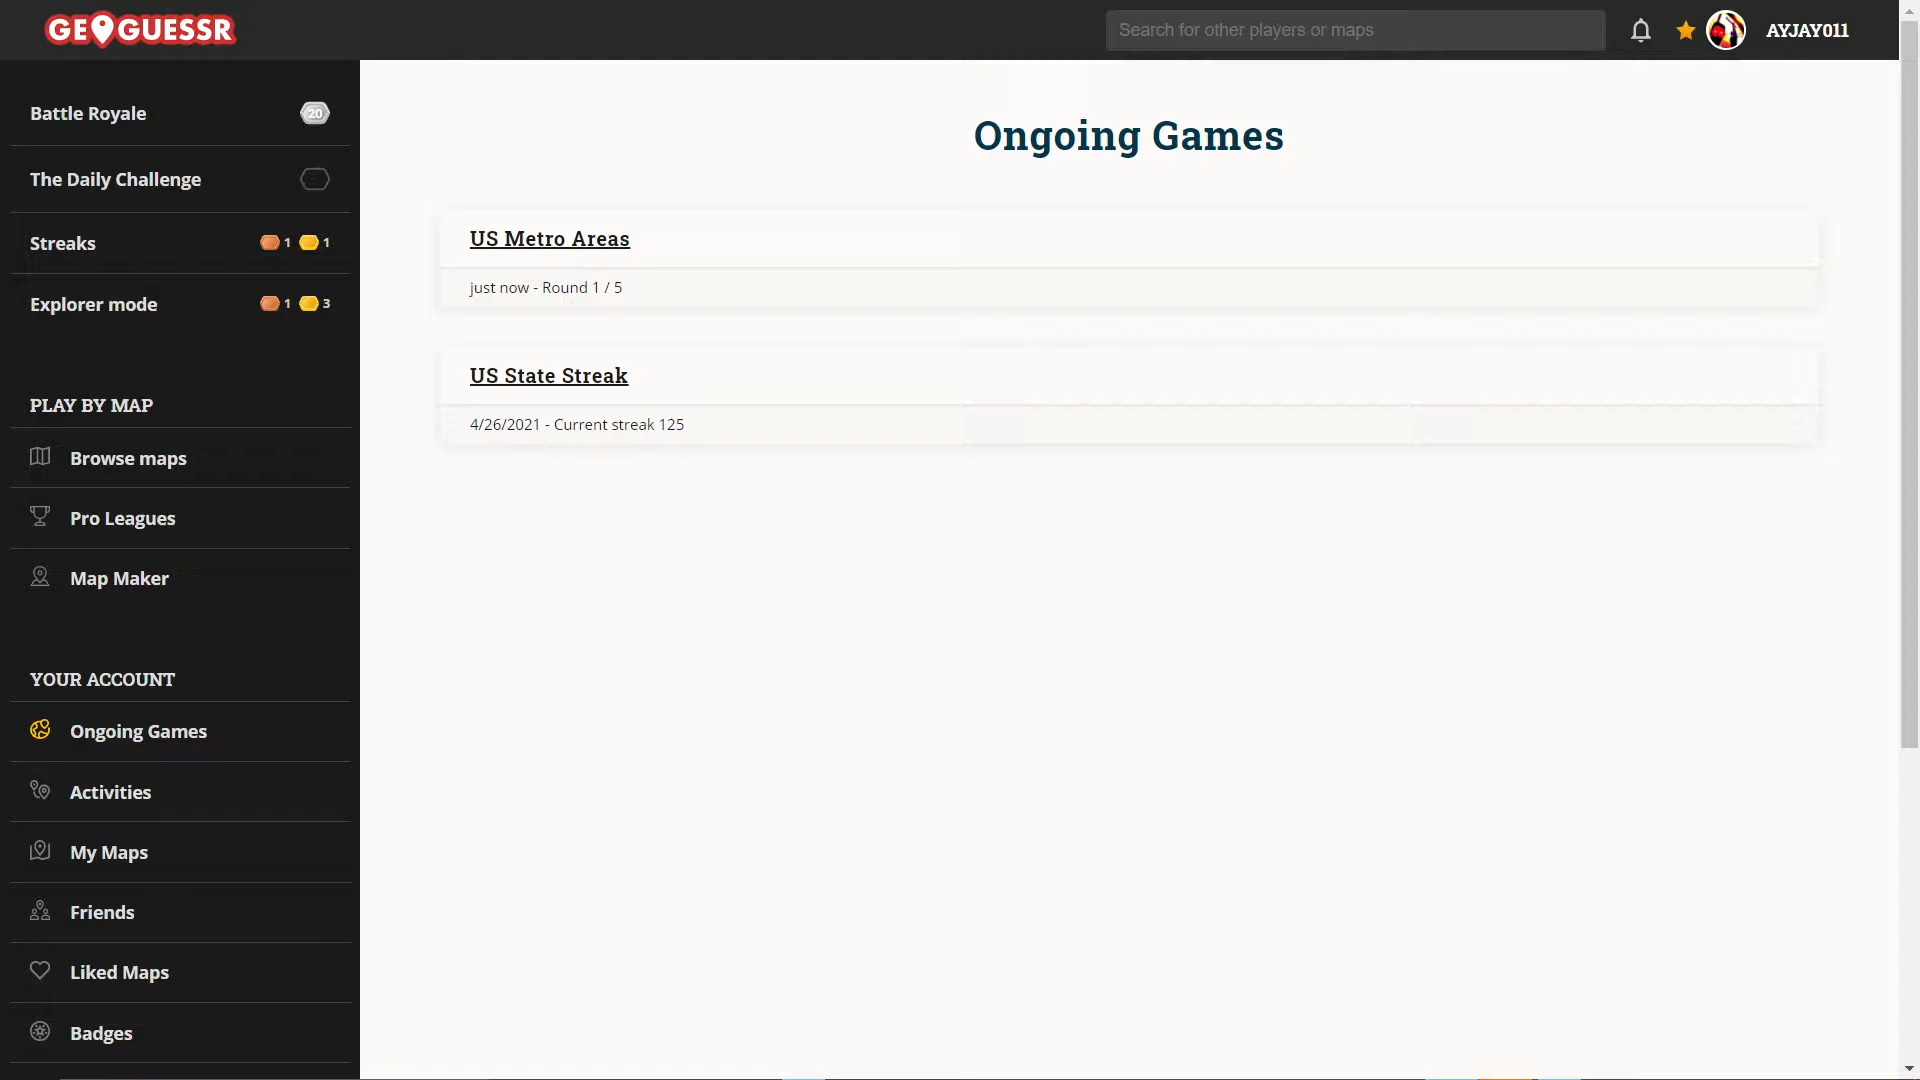 GEOGUESSR
Search for other players or maps
AYJAY011
Battle Royale
20
The Daily Challenge
Streaks
1 1
Explorer mode
1 3
PLAY BY MAP
Browse maps
Pro Leagues
Map Maker
YOUR ACCOUNT
Ongoing Games
Activities
My Maps
Friends
Liked Maps
Badges
Ongoing Games
US Metro Areas
just now - Round 1 / 5
US State Streak
4/26/2021 - Current streak 125